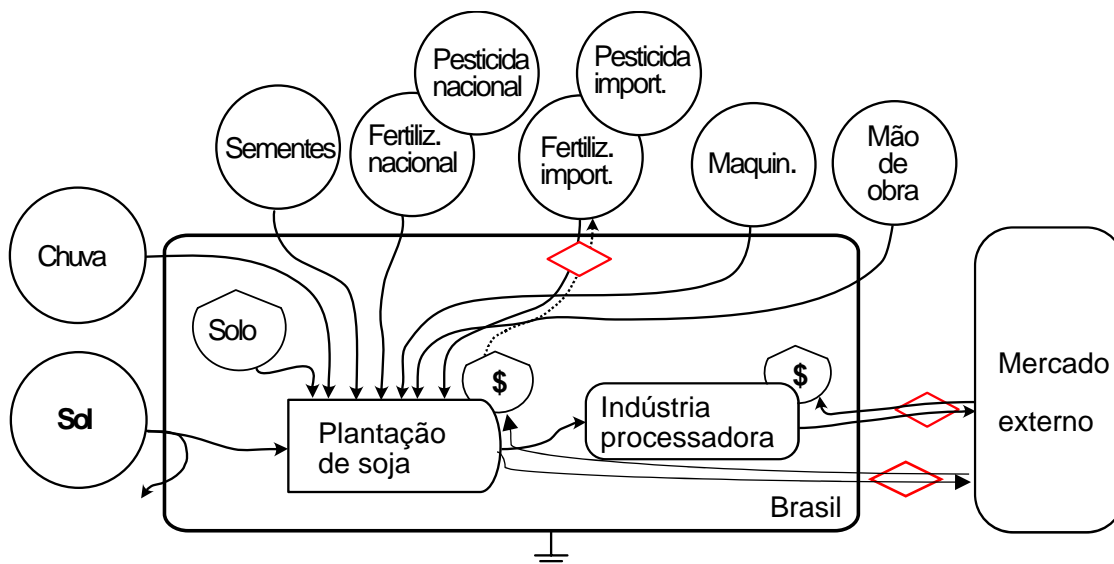 Pesticida
nacional
Pesticida
import.
Sementes
Fertiliz.
nacional
Fertiliz.
import.
Maquin.
Mão
de
obra
Chuva
Solo
Sol
$
$
Plantação
de soja
Indústria
processadora
Mercado
externo
Brasil